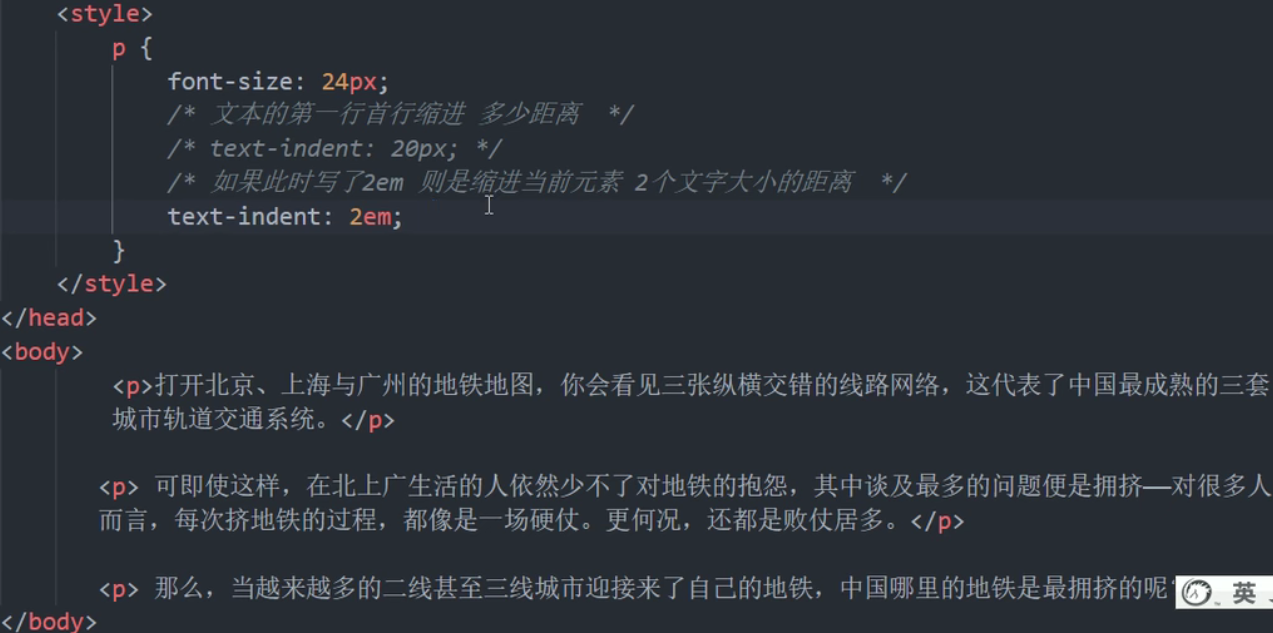 <style>
p {
font-size: 24px;
/* 文本的第一行首行缩进 多少距离 */
/* text-indent: 20px; */
/* 如果此时写了2em 则是缩进当前元素 2个文字大小的距离 */
text-indent: 2em;
}
</style>
</head>
<body>
<p>打开北京、上海与广州的地铁地图，你会看见三张纵横交错的线路网络，这代表了中国最成熟的三套
城市轨道交通系统。</p>
<p> 可即使这样，在北上广生活的人依然少不了对地铁的抱怨，其中谈及最多的问题便是拥挤——对很多人
而言，每次挤地铁的过程，都像是一场硬仗。更何况，还都是败仗居多。</p>
<p> 那么，当越来越多的二线甚至三线城市迎接来了自己的地铁，中国哪里的地铁是最拥挤的呢
英
</body>